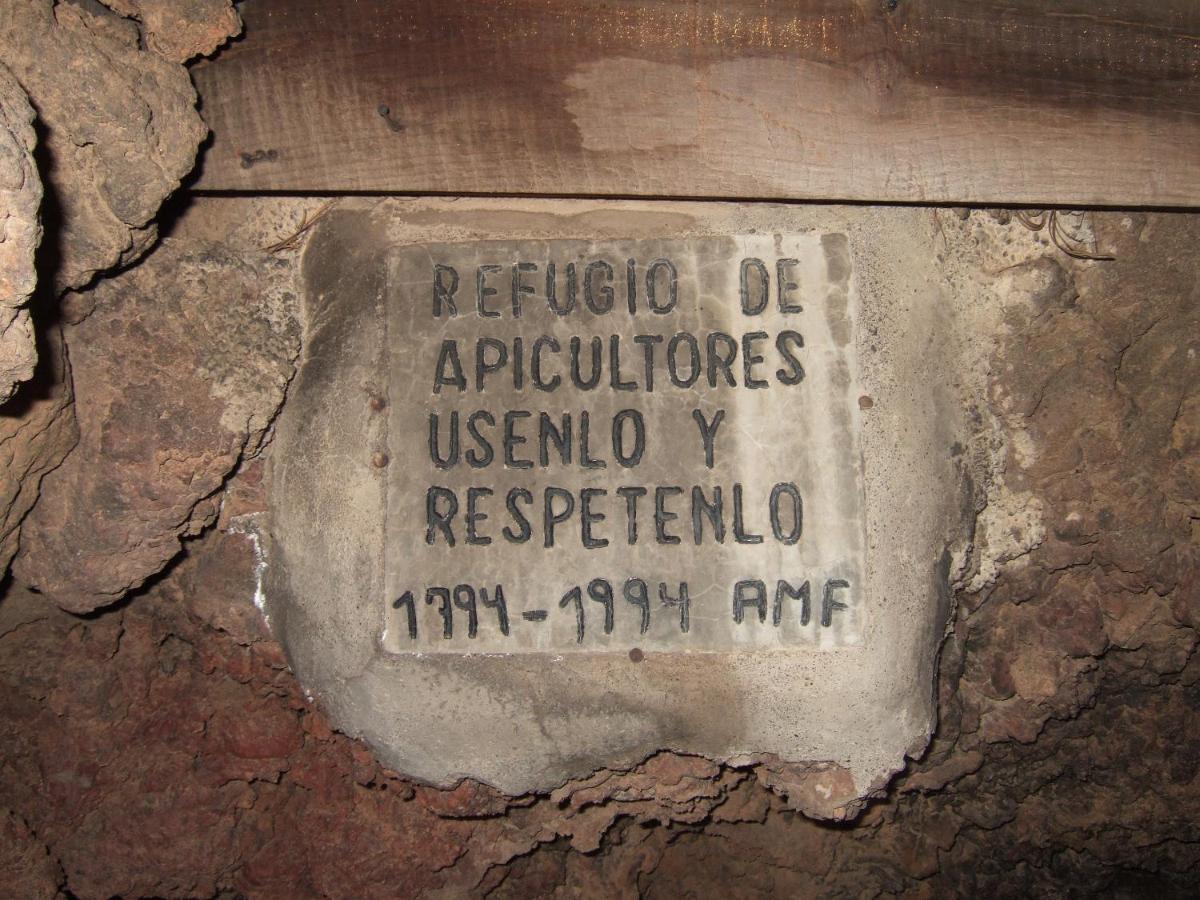 REFUGIO DE
APICULTORES
USENLO Y
RESPETENLO
1794-1994 AMF